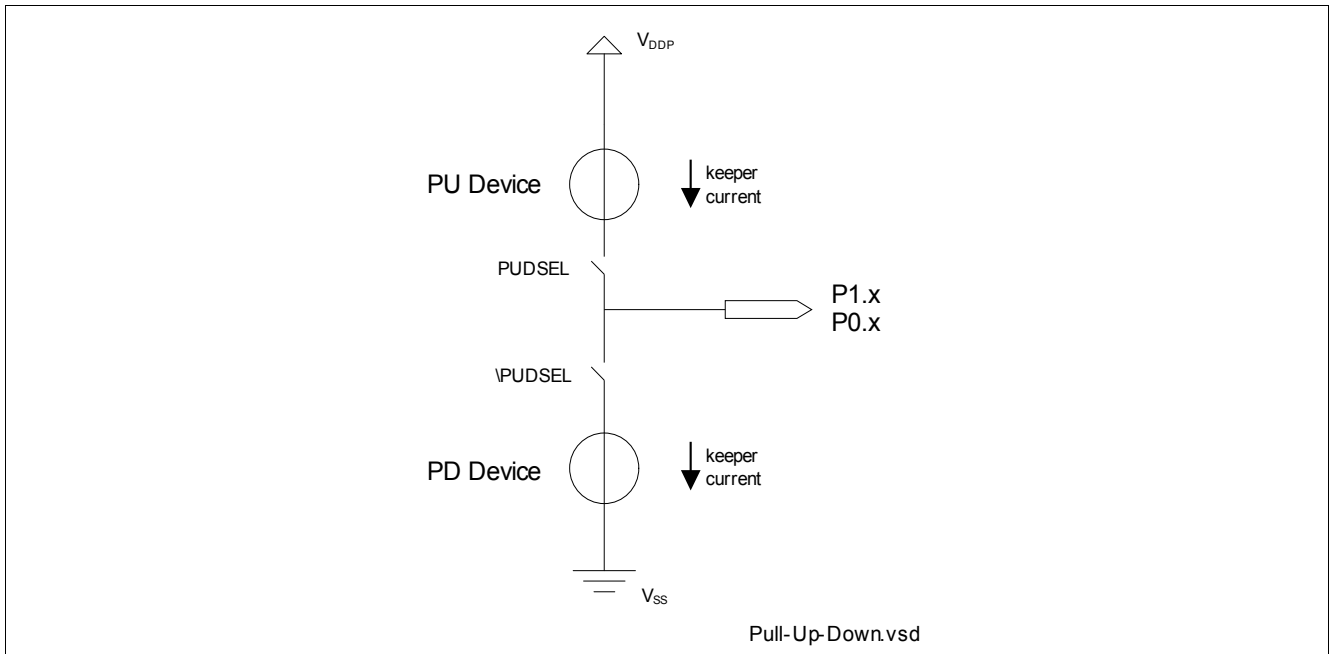 VDDP
PU Device
keeper
current
PUDSEL
P1.x
P0.x
\PUDSEL
PD Device
keeper
current
VSS
Pull-Up-Down.vsd